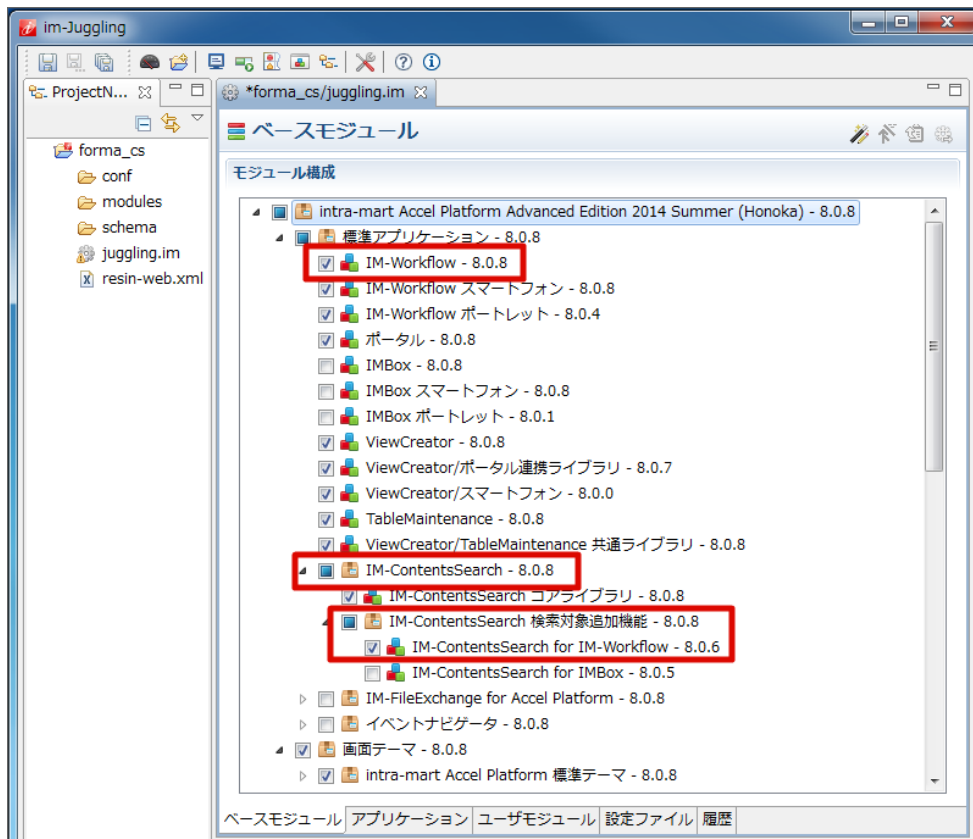 im-Juggling
ProjectN...
*forma_cs/juggling.im
forma_cs
conf
modules
schema
juggling.im
resin-web.xml
ベースモジュール
モジュール構成
intra-mart Accel Platform Advanced Edition 2014 Summer (Honoka) - 8.0.8
標準アプリケーション - 8.0.8
IM-Workflow - 8.0.8
IM-Workflow スマートフォン - 8.0.8
IM-Workflow ポートレット - 8.0.4
ポータル - 8.0.8
IMBox - 8.0.8
IMBox スマートフォン - 8.0.8
IMBox ポートレット - 8.0.1
ViewCreator - 8.0.8
ViewCreator/ポータル連携ライブラリ - 8.0.7
ViewCreator/スマートフォン - 8.0.0
TableMaintenance - 8.0.8
ViewCreator/TableMaintenance 共通ライブラリ - 8.0.8
IM-ContentsSearch - 8.0.8
IM-ContentsSearch コアライブラリ - 8.0.8
IM-ContentsSearch 検索対象追加機能 - 8.0.8
IM-ContentsSearch for IM-Workflow - 8.0.6
IM-ContentsSearch for IMBox - 8.0.5
IM-FileExchange for Accel Platform - 8.0.8
イベントナビゲータ - 8.0.8
画面テーマ - 8.0.8
intra-mart Accel Platform 標準テーマ - 8.0.8
ベースモジュール アプリケーション ユーザモジュール 設定ファイル 履歴